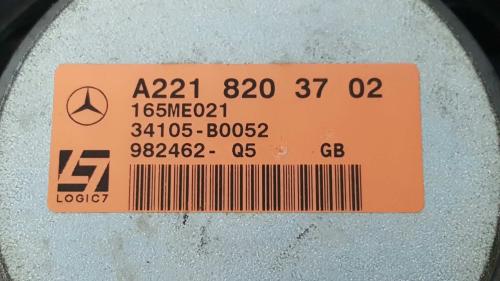 A221 820 37 02
165ME021
34105-B0052
982462- Q5 GB
LOGIC7